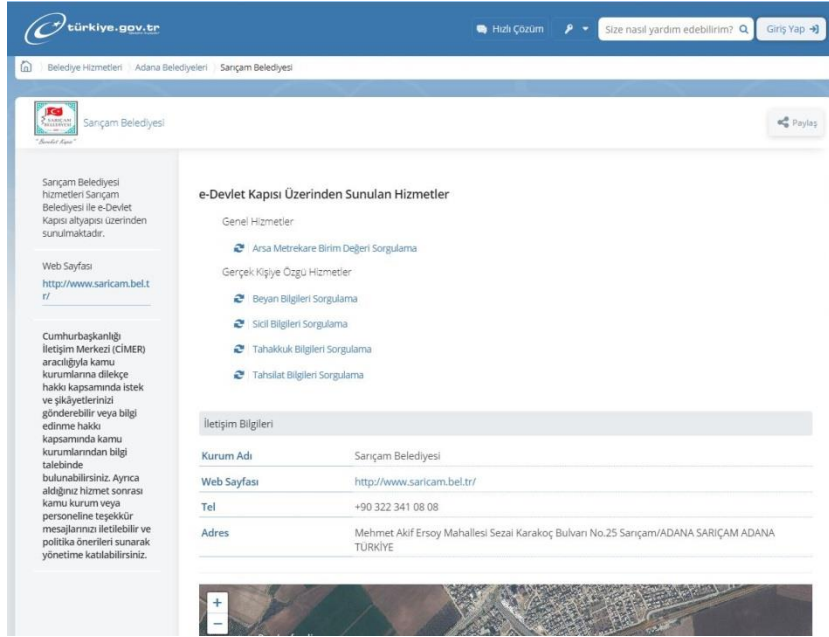 türkiye.gov.tr
Hızlı Çözüm
Size nasıl yardım edebilirim?
Giriş Yap
Belediye Hizmetleri
Adana Belediyeleri
Sarıçam Belediyesi
Sarıçam Belediyesi
Paylaş
Sarıçam Belediyesi
hizmetleri Sarıçam
Belediyesi ile e-Devlet
Kapısı altyapısı üzerinden
sunulmaktadır.
Web Sayfası
http://www.saricam.bel.t
r/
Cumhurbaşkanlığı
İletişim Merkezi (CİMER)
aracılığıyla kamu
kurumlarına dilekçe
hakkı kapsamında istek
ve şikâyetlerinizi
gönderebilir veya bilgi
edinme hakkı
kapsamında kamu
kurumlarından bilgi
talebinde
bulunabilirsiniz. Ayrıca
aldığınız hizmet sonrası
kamu kurum veya
personeline teşekkür
mesajlarınızı iletilebilir ve
politika önerileri sunarak
yönetime katılabilirsiniz.
e-Devlet Kapısı Üzerinden Sunulan Hizmetler
Genel Hizmetler
Arsa Metrekare Birim Değeri Sorgulama
Gerçek Kişiye Özgü Hizmetler
Beyan Bilgileri Sorgulama
Sicil Bilgileri Sorgulama
Tahakkuk Bilgileri Sorgulama
Tahsilat Bilgileri Sorgulama
İletişim Bilgileri
Kurum Adı Sarıçam Belediyesi
Web Sayfası http://www.saricam.bel.tr/
Tel +90 322 341 08 08
Adres Mehmet Akif Ersoy Mahallesi Sezai Karakoç Bulvarı No.25 Sarıçam/ADANA SARIÇAM ADANA
TÜRKİYE
+
−